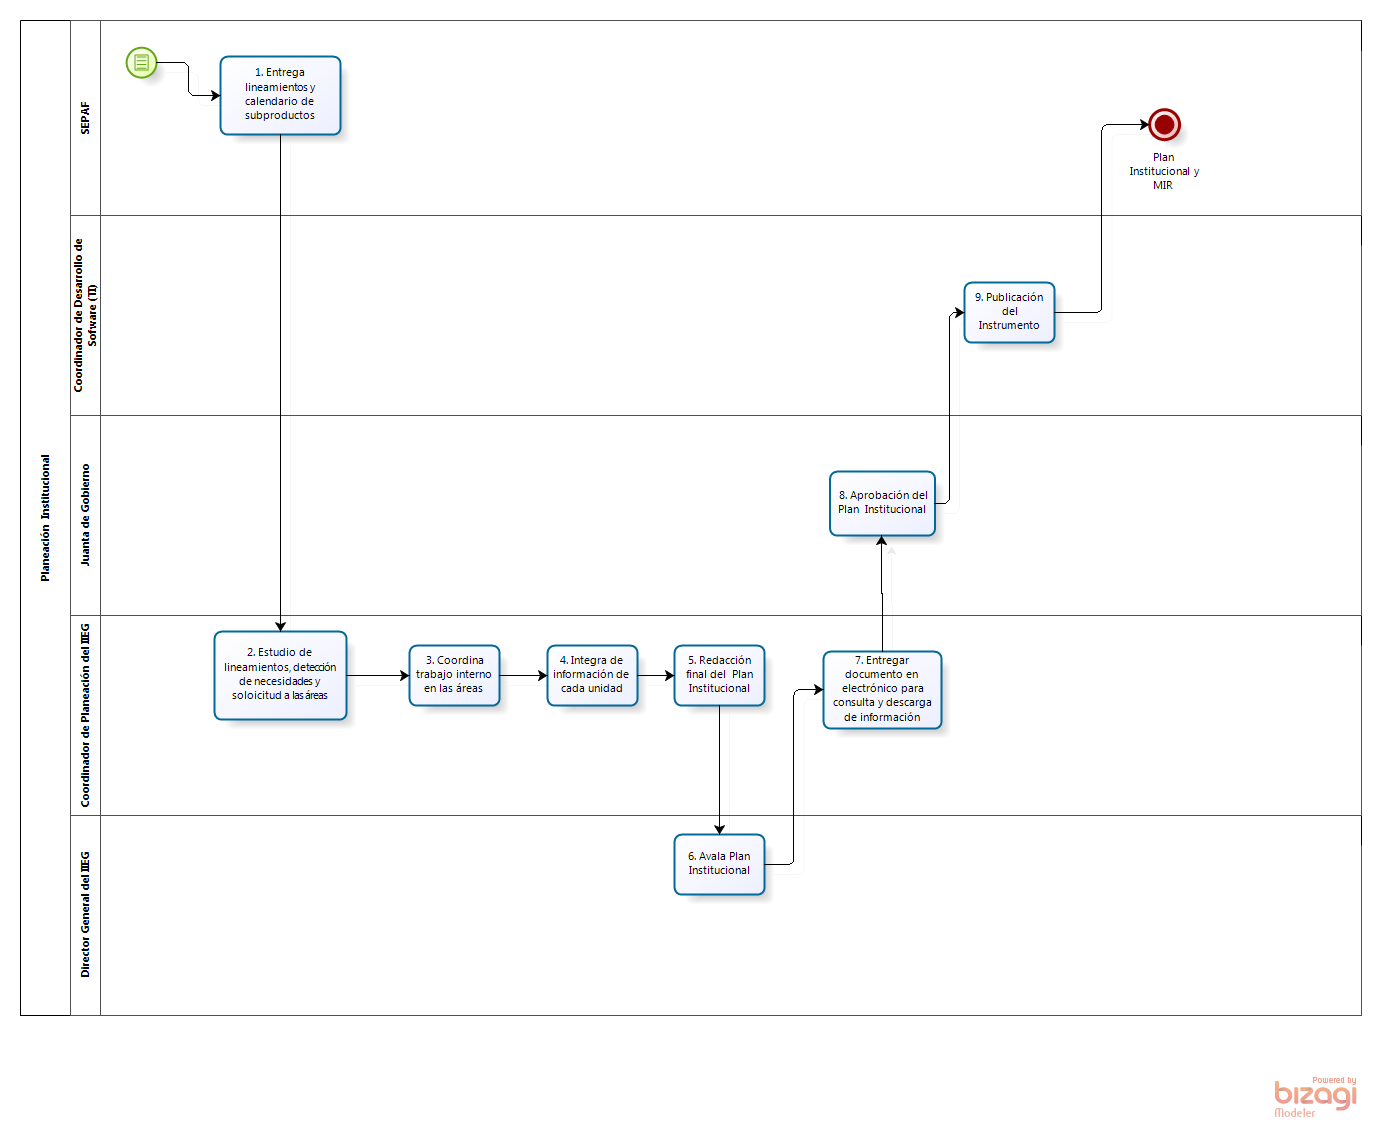 Planeación Institucional
SEPAF
1. Entrega
lineamientos y
calendario de
subproductos
Plan
Institucional y
MIR
Coordinador de Desarrollo de
Sofware (TI)
9. Publicación
del
Instrumento
Juanta de Gobierno
8. Aprobación del
Plan Institucional
Coordinador de Planeación del IIEG
2. Estudio de
lineamientos, detección
de necesidades y
soloicitud a las áreas
3. Coordina
trabajo interno
en las áreas
4. Integra de
información de
cada unidad
5. Redacción
final del Plan
Institucional
7. Entregar
documento en
electrónico para
consulta y descarga
de información
Director General del IIEG
6. Avala Plan
Institucional
Powered by
bizagi
Modeler